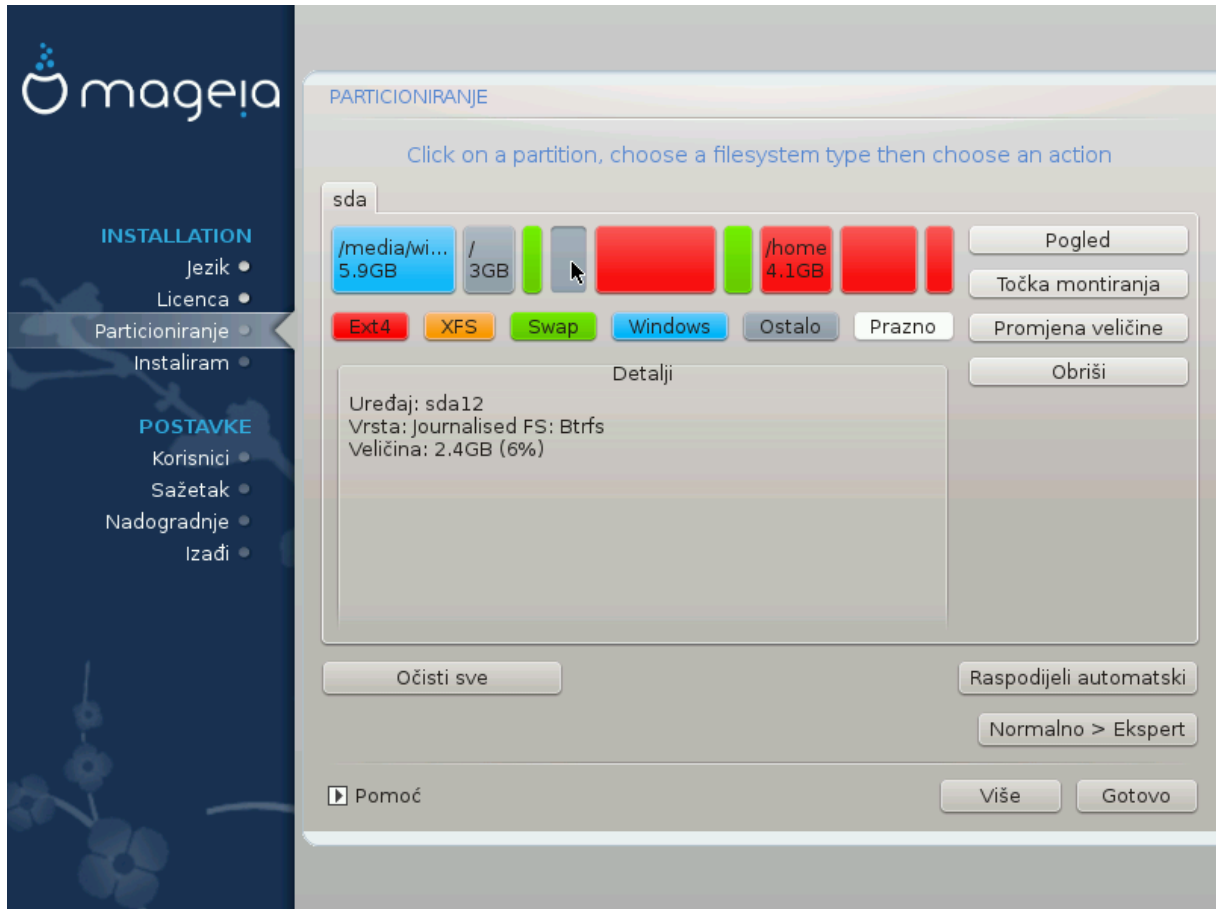 mageia
INSTALLATION
Jezik
Licenca
Particioniranje
Instaliram
POSTAVKE
Korisnici
Sažetak
Nadogradnje
Izađi
PARTICIONIRANJE
Click on a partition, choose a filesystem type then choose an action
sda
/media/wi...
5.9GB
/
3GB
/home
4.1GB
Ext4 XFS Swap Windows Ostalo Prazno
Detalji
Uređaj: sda12
Vrsta: Journalised FS: Btrfs
Veličina: 2.4GB (6%)
Pogled
Točka montiranja
Promjena veličine
Obriši
Očisti sve
Raspodijeli automatski
Normalno > Ekspert
Pomoć
Više
Gotovo